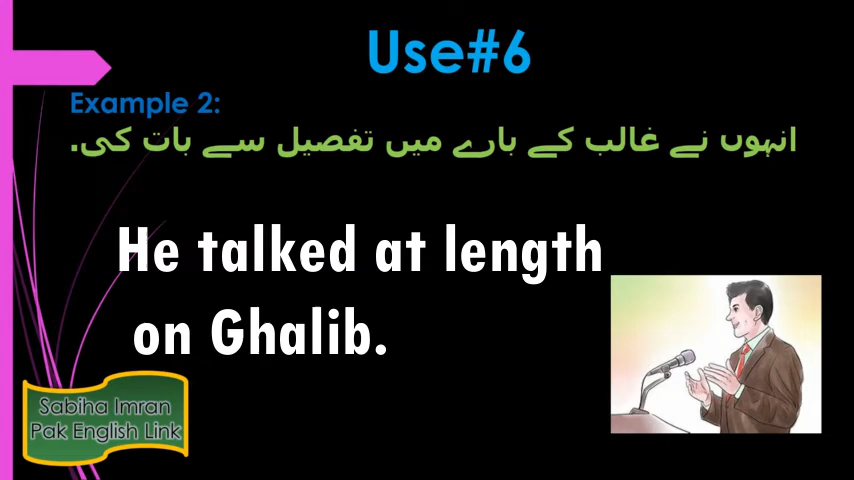 Use#6
Example 2:
انہوں نے غالب کے بارے میں تفصیل سے بات کی.
He talked at length
on Ghalib.
Sabiha Imran
Pak English Link